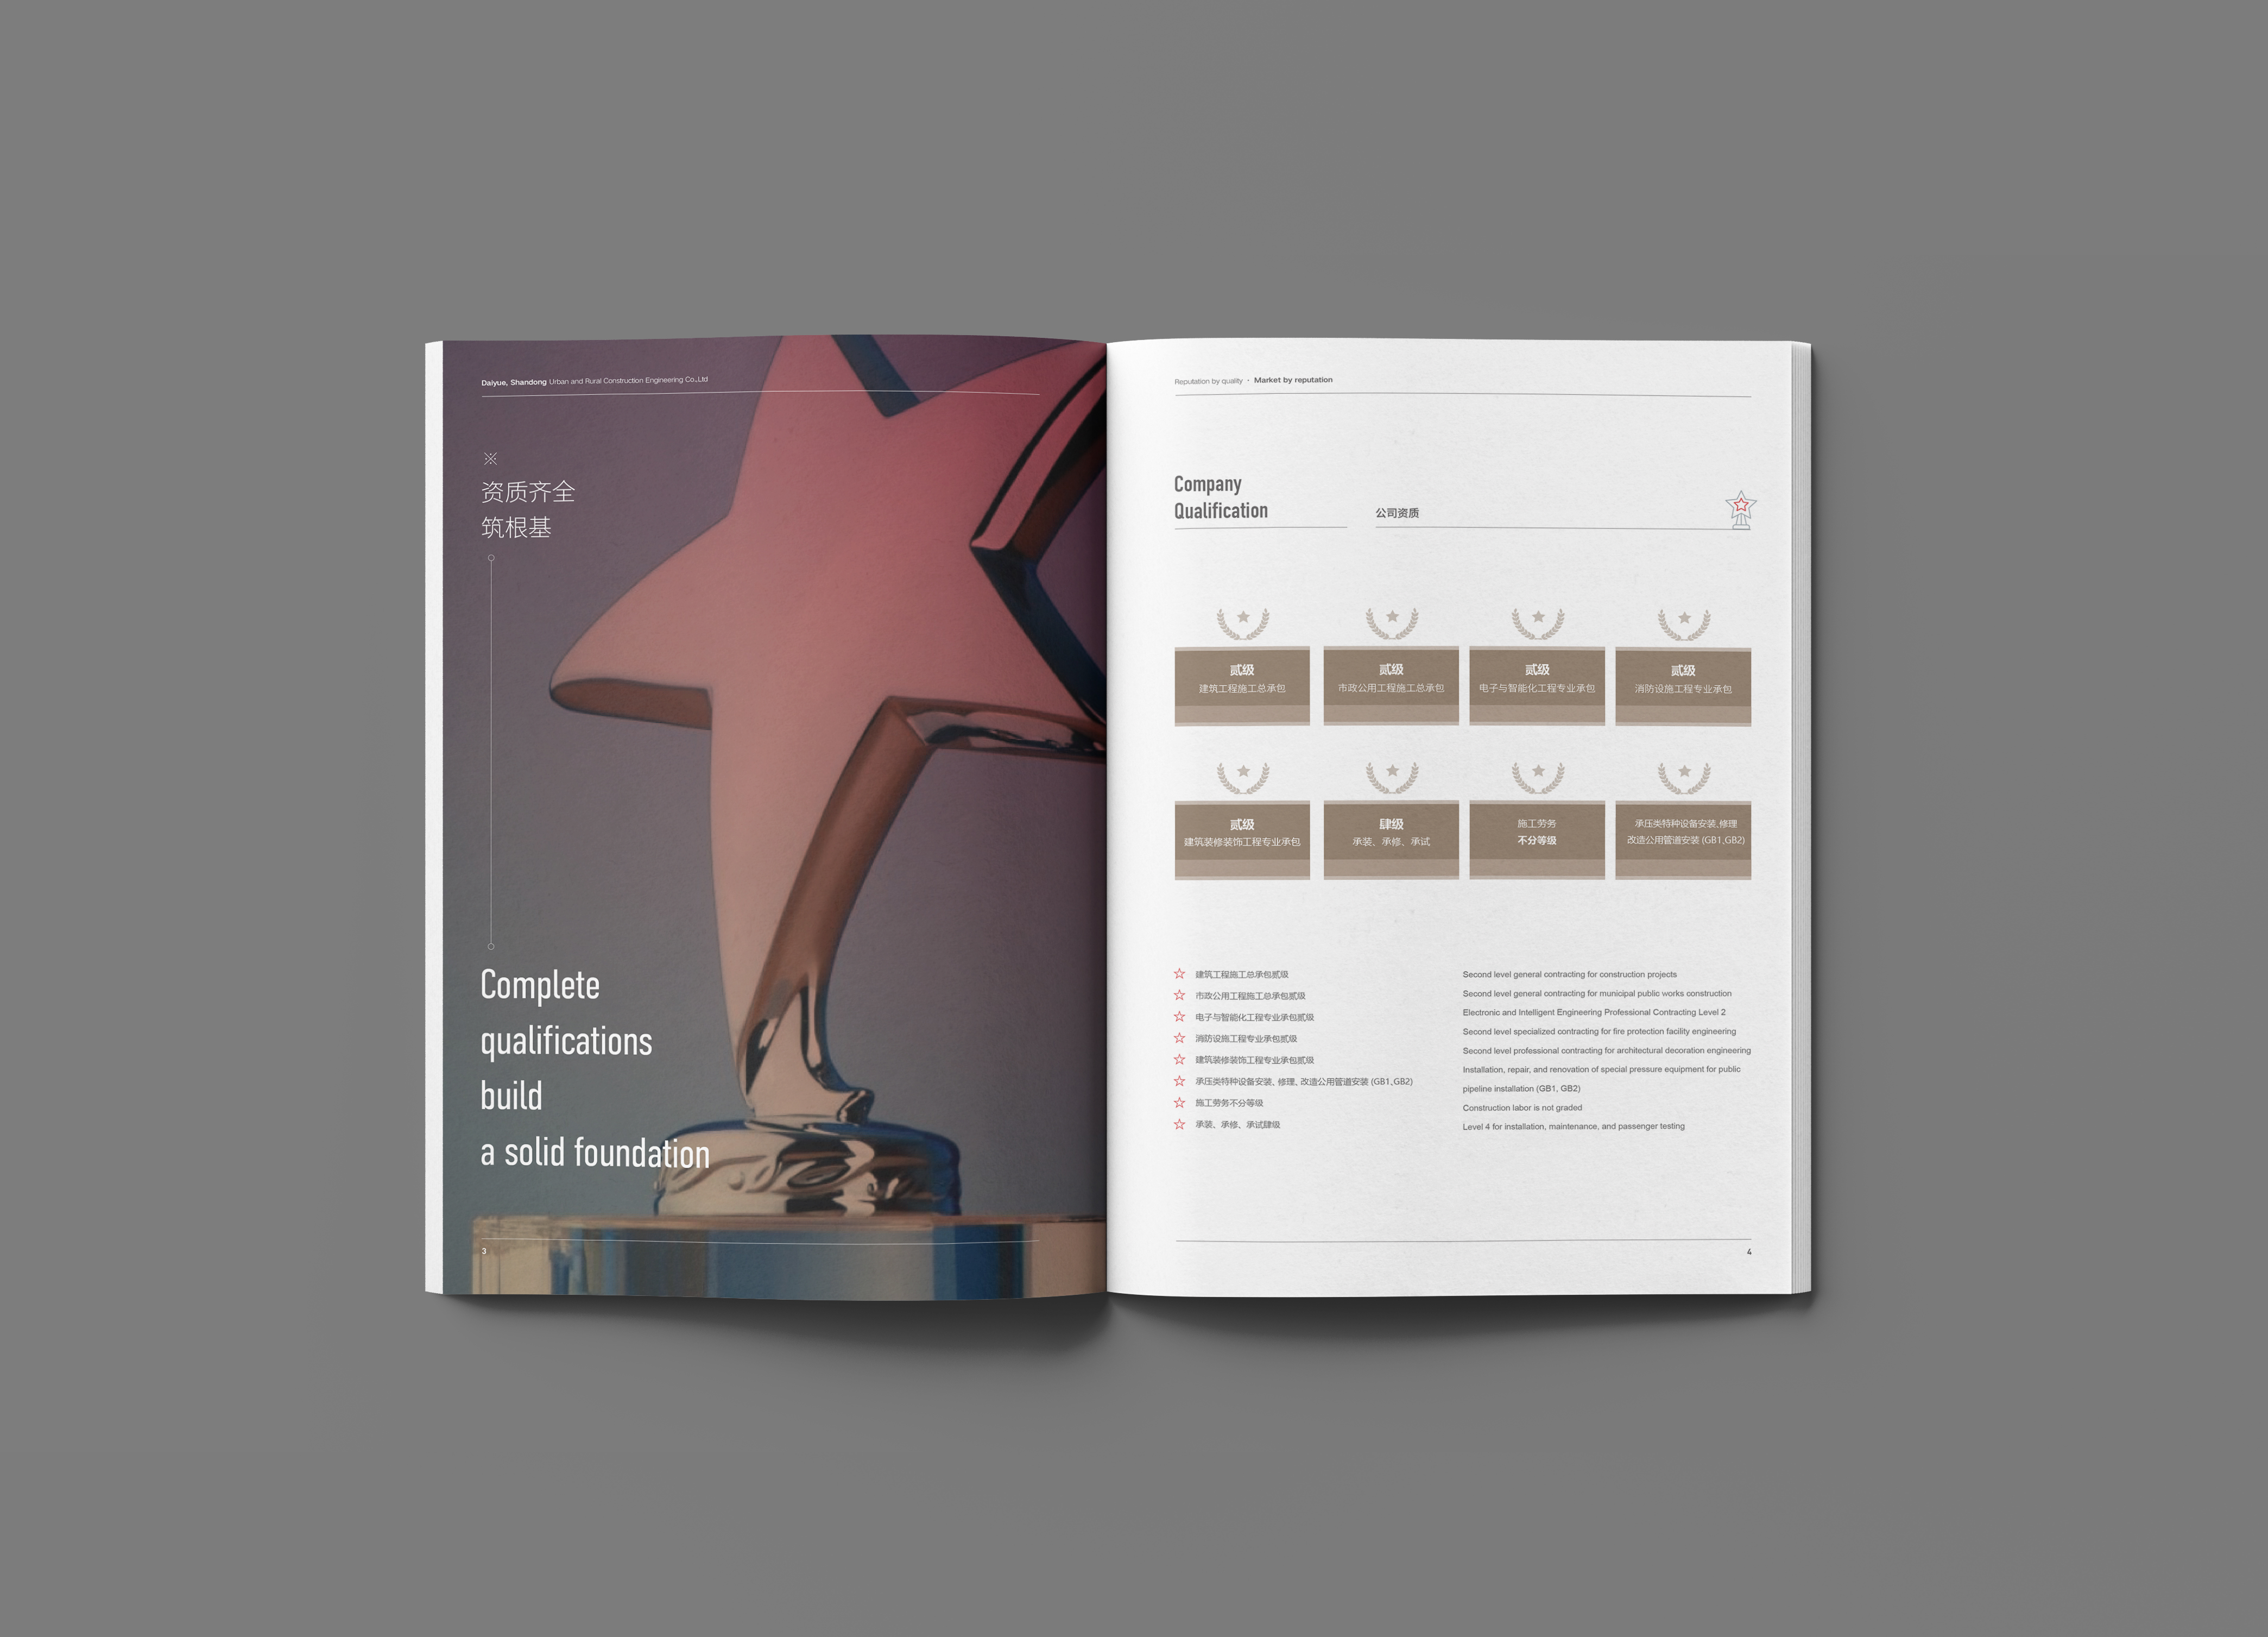 Daiyue, Shandong Urban and Rural Construction Engineering Co.,Ltd
※
资质齐全
筑根基
Complete
qualifications
build
a solid foundation
3
Reputation by quality · Market by reputation
Company
Qualification
公司资质
贰级
建筑工程施工总承包
贰级
市政公用工程施工总承包
贰级
电子与智能化工程专业承包
贰级
消防设施工程专业承包
贰级
建筑装修装饰工程专业承包
肆级
承装、承修、承试
施工劳务
不分等级
承压类特种设备安装、修理
改造公用管道安装 (GB1、GB2)
建筑工程施工总承包贰级
市政公用工程施工总承包贰级
电子与智能化工程专业承包贰级
消防设施工程专业承包贰级
建筑装修装饰工程专业承包贰级
承压类特种设备安装、修理、改造公用管道安装 (GB1、GB2)
施工劳务不分等级
承装、承修、承试肆级
Second level general contracting for construction projects
Second level general contracting for municipal public works construction
Electronic and Intelligent Engineering Professional Contracting Level 2
Second level specialized contracting for fire protection facility engineering
Second level professional contracting for architectural decoration engineering
Installation, repair, and renovation of special pressure equipment for public
pipeline installation (GB1, GB2)
Construction labor is not graded
Level 4 for installation, maintenance, and passenger testing
4